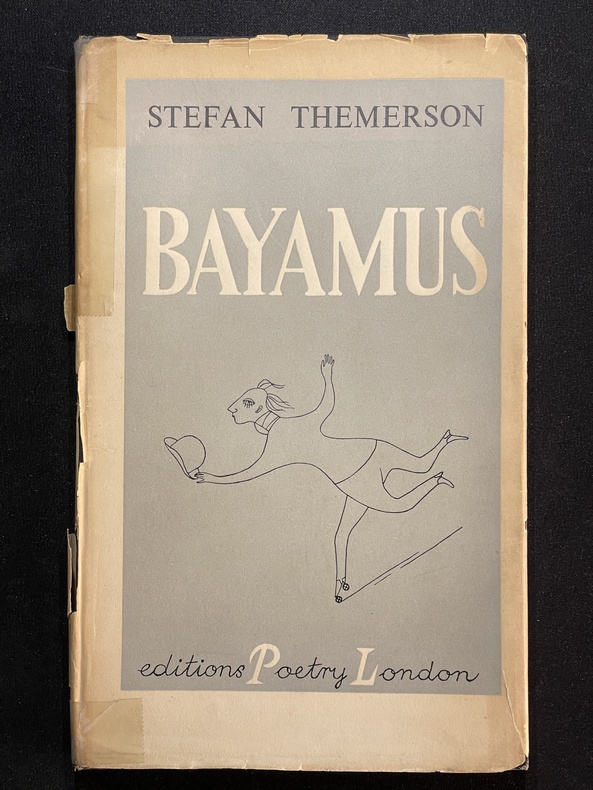 STEFAN THEMERSON
BAYAMUS
editions Poetry London